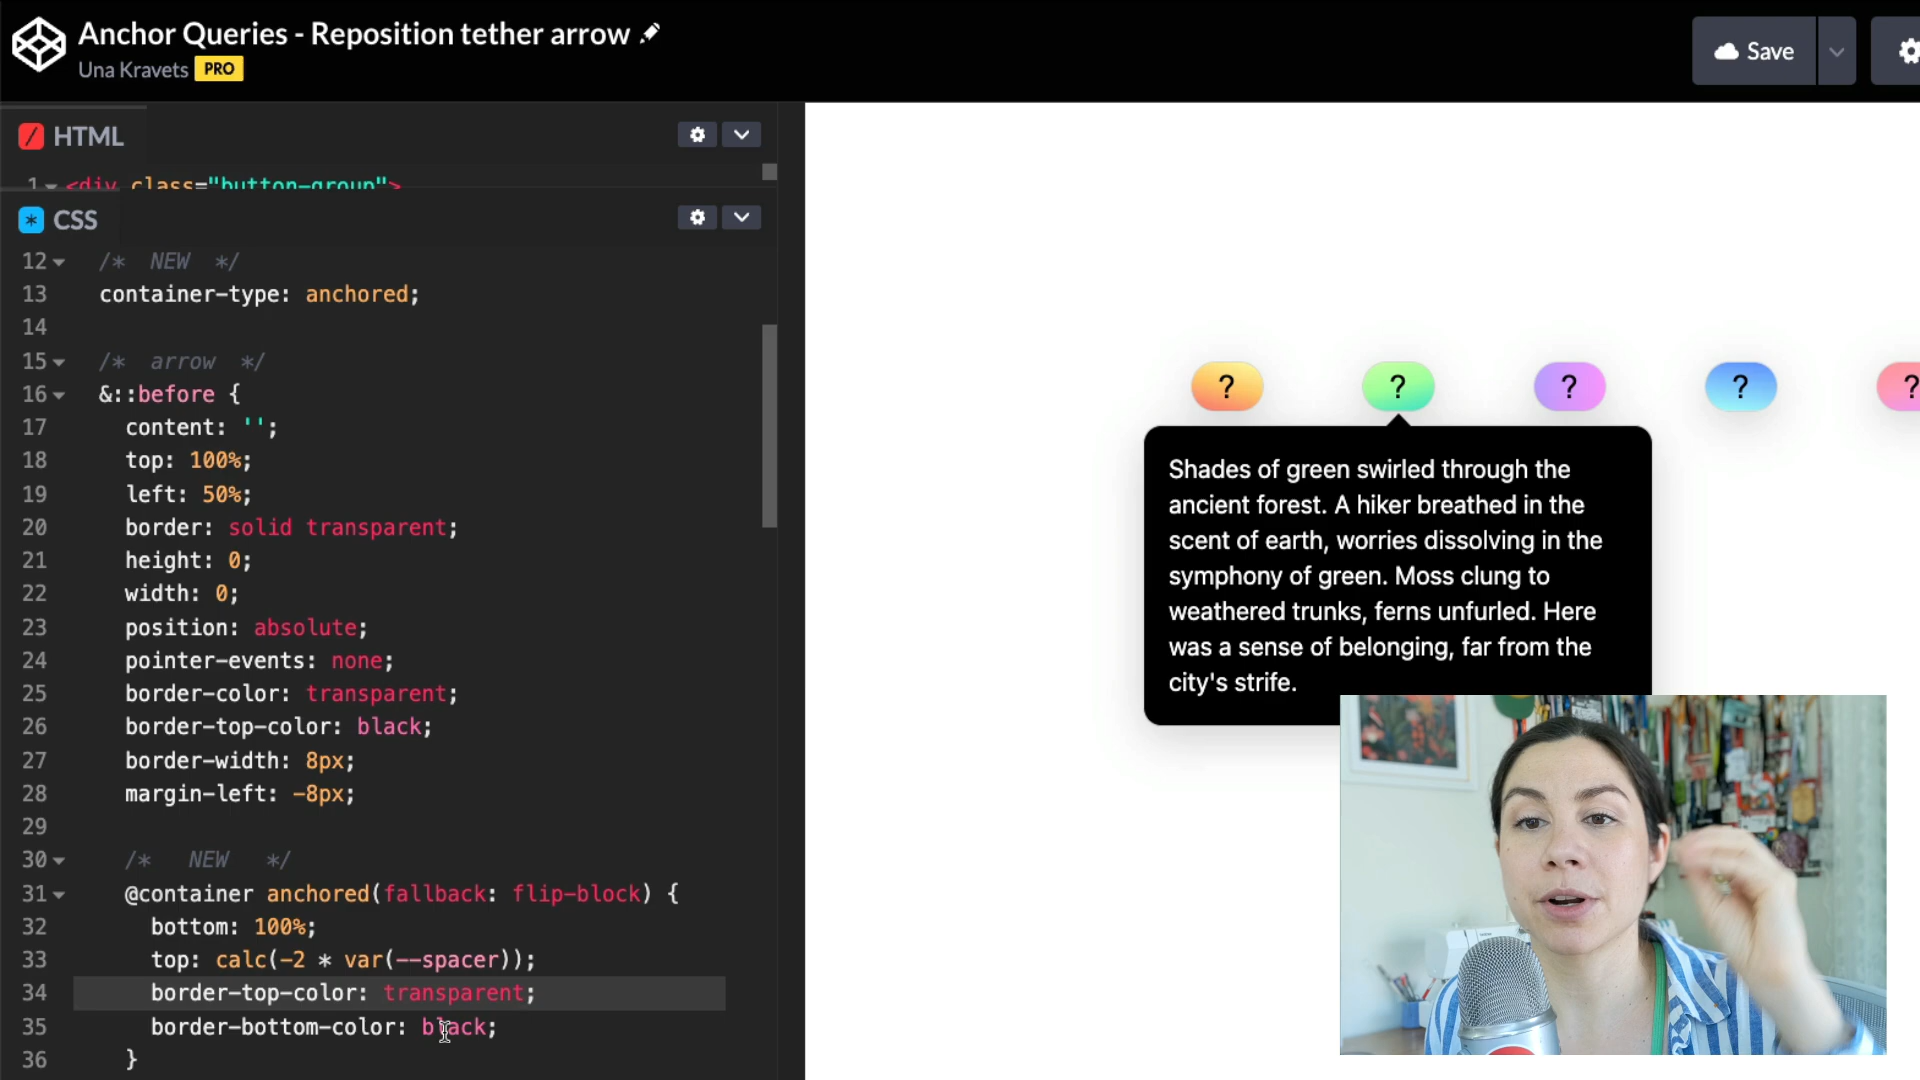 Anchor Queries - Reposition tether arrow
Una Kravets PRO
Save
/ HTML
1 <div class="button-group">
* CSS
12 /* NEW */
13 container-type: anchored;
14
15 /* arrow */
16 &::before {
17 content: '';
18 top: 100%;
19 left: 50%;
20 border: solid transparent;
21 height: 0;
22 width: 0;
23 position: absolute;
24 pointer-events: none;
25 border-color: transparent;
26 border-top-color: black;
27 border-width: 8px;
28 margin-left: -8px;
29
30 /* NEW */
31 @container anchored(fallback: flip-block) {
32 bottom: 100%;
33 top: calc(-2 * var(--spacer));
34 border-top-color: transparent;
35 border-bottom-color: black;
36 }
? ? ? ? ?
Shades of green swirled through the
ancient forest. A hiker breathed in the
scent of earth, worries dissolving in the
symphony of green. Moss clung to
weathered trunks, ferns unfurled. Here
was a sense of belonging, far from the
city's strife.